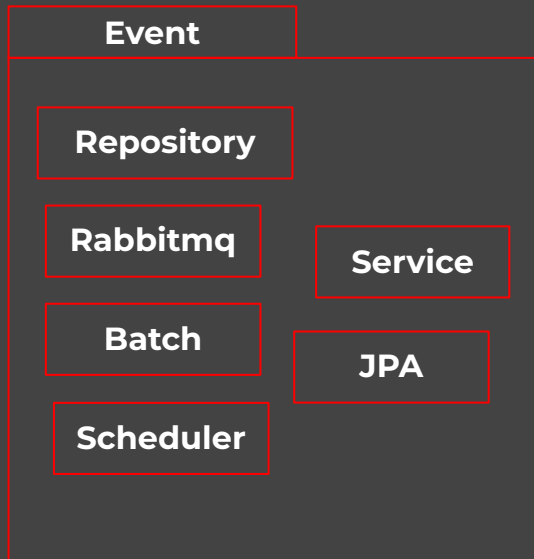 Event
Repository
Rabbitmq
Service
Batch
JPA
Scheduler